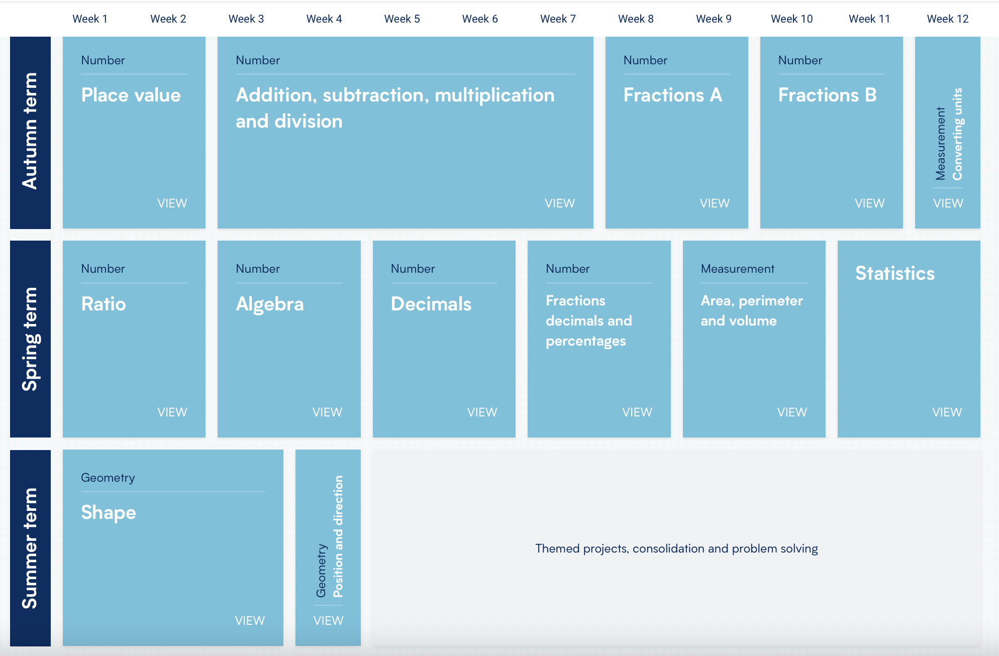 Week 1 Week 2 Week 3 Week 4 Week 5 Week 6 Week 7 Week 8 Week 9 Week 10 Week 11 Week 12
Autumn term
Number
Place value
VIEW
Number
Addition, subtraction, multiplication
and division
VIEW
Number
Fractions A
VIEW
Number
Fractions B
VIEW
Measurement
Converting units
VIEW
Spring term
Number
Ratio
VIEW
Number
Algebra
VIEW
Number
Decimals
VIEW
Number
Fractions
decimals and
percentages
VIEW
Measurement
Area, perimeter
and volume
VIEW
Statistics
VIEW
Summer term
Geometry
Shape
VIEW
Geometry
Position and direction
VIEW
Themed projects, consolidation and problem solving